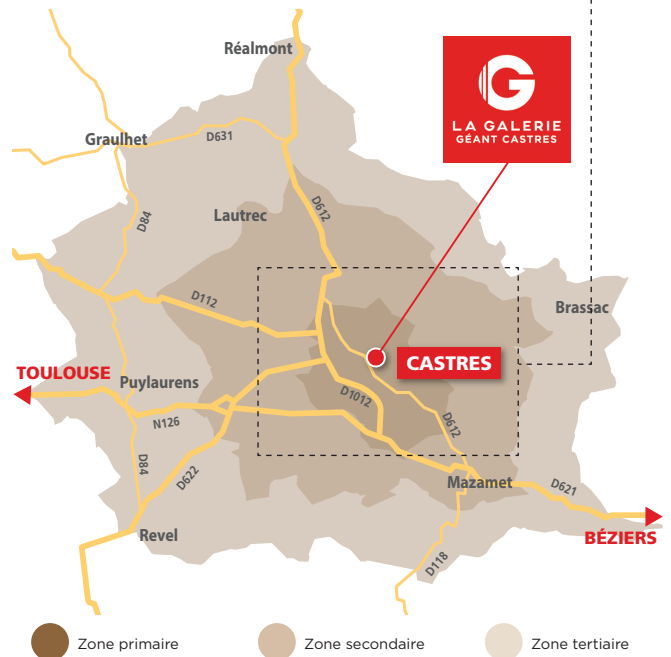 Réalmont
G
LA GALERIE
GÉANT CASTRES
Graulhet
D631
Lautrec
D612
D84
D112
Brassac
TOULOUSE
CASTRES
Puylaurens
D1012
N126
D612
D84
D622
Mazamet
D621
Revel
BÉZIERS
D118
Zone primaire
Zone secondaire
Zone tertiaire